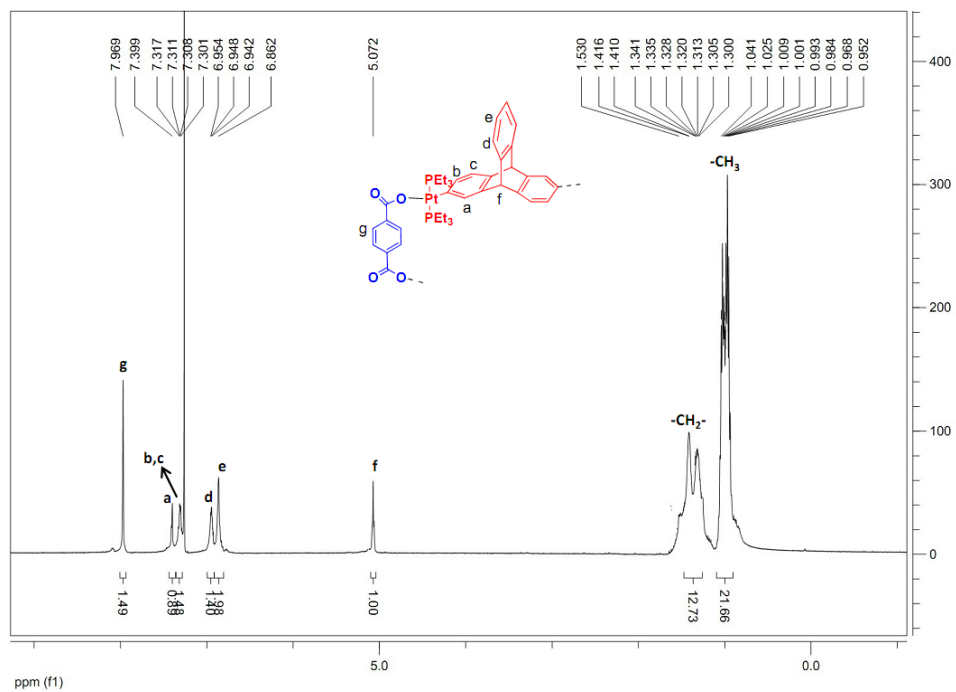 7.969
7.399
7.317
7.311
7.308
7.301
6.954
6.948
6.942
6.862
5.072
1.530
1.416
1.410
1.341
1.335
1.328
1.320
1.313
1.305
1.300
1.041
1.025
1.009
1.001
0.993
0.984
0.968
0.952
400
300
200
100
0
e
d
b
c
PEt3
O
O
Pt
a
f
PEt3
g
O
O
-CH3
-CH2-
g
b,c
a
d
e
f
1.49
0.89
1.48
1.40
1.98
1.00
12.73
21.66
5.0
0.0
ppm (f1)